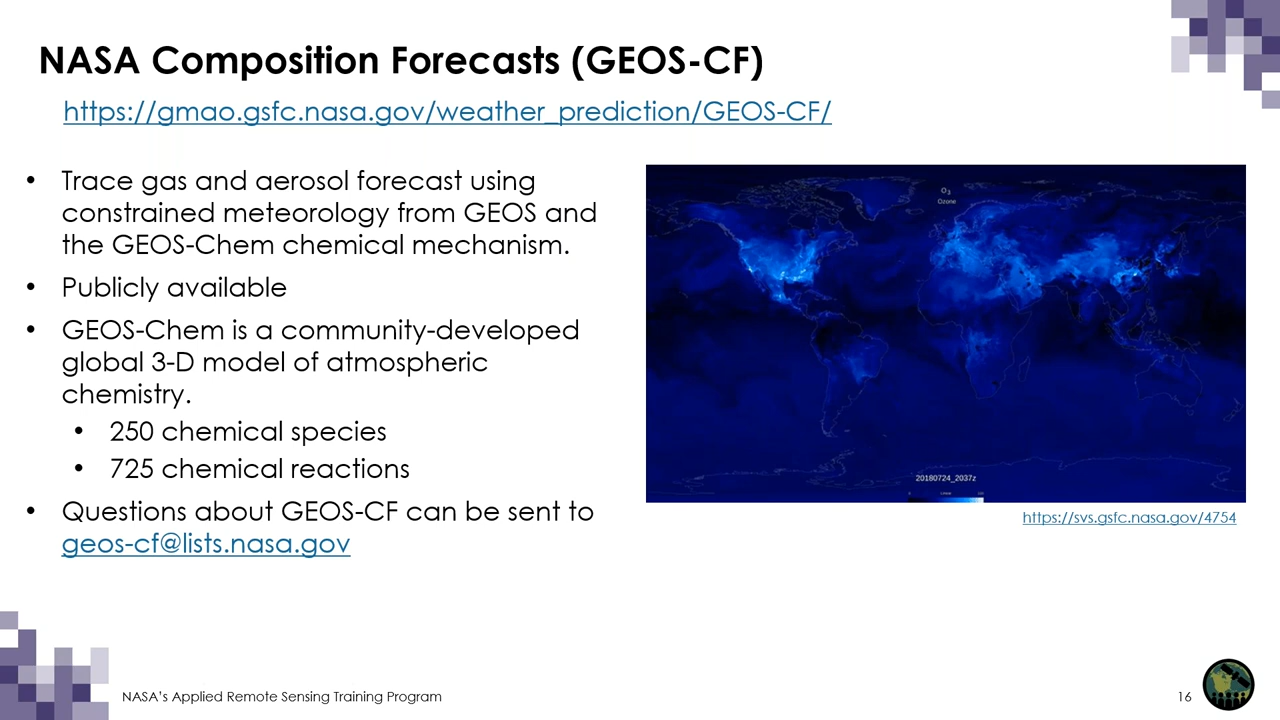 NASA Composition Forecasts (GEOS-CF)
https://gmao.gsfc.nasa.gov/weather_prediction/GEOS-CF/
• Trace gas and aerosol forecast using
constrained meteorology from GEOS and
the GEOS-Chem chemical mechanism.
• Publicly available
• GEOS-Chem is a community-developed
global 3-D model of atmospheric
chemistry.
• 250 chemical species
• 725 chemical reactions
• Questions about GEOS-CF can be sent to
geos-cf@lists.nasa.gov
O3
Ozone
20180724_2037z
https://svs.gsfc.nasa.gov/4754
NASA's Applied Remote Sensing Training Program
16